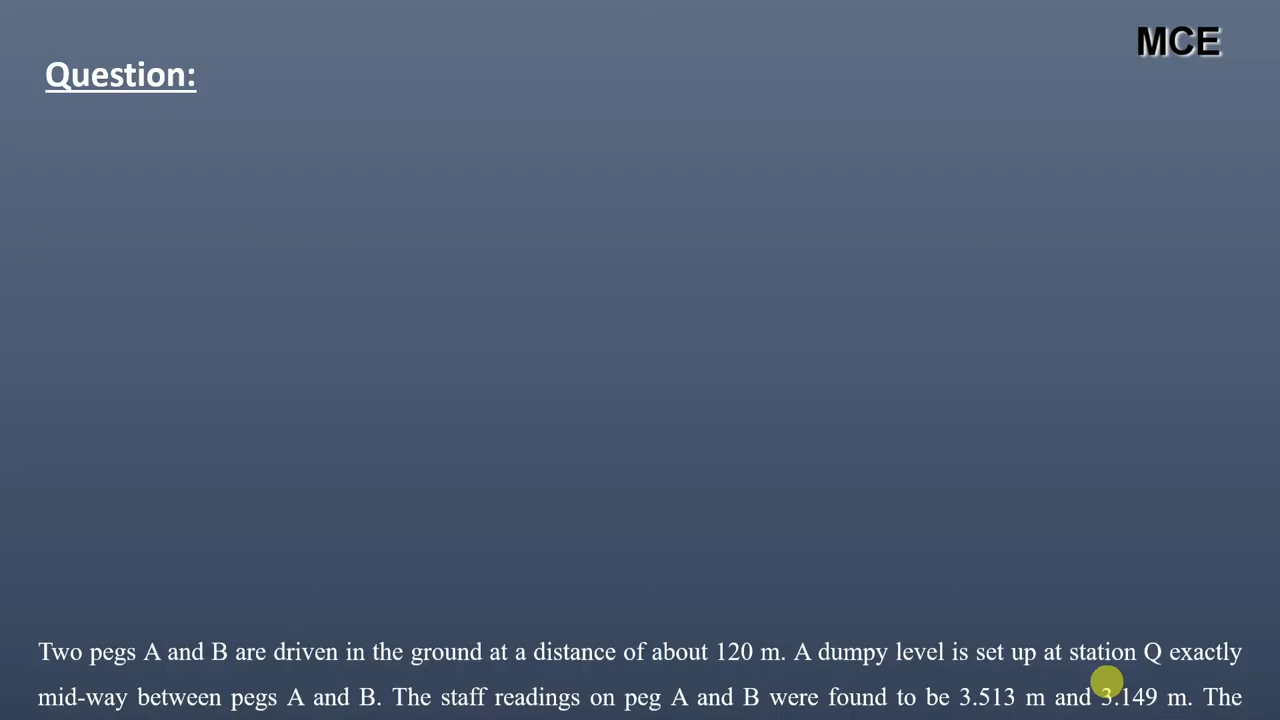 MCE
Question:
Two pegs A and B are driven in the ground at a distance of about 120 m. A dumpy level is set up at station Q exactly
mid-way between pegs A and B. The staff readings on peg A and B were found to be 3.513 m and 3.149 m. The